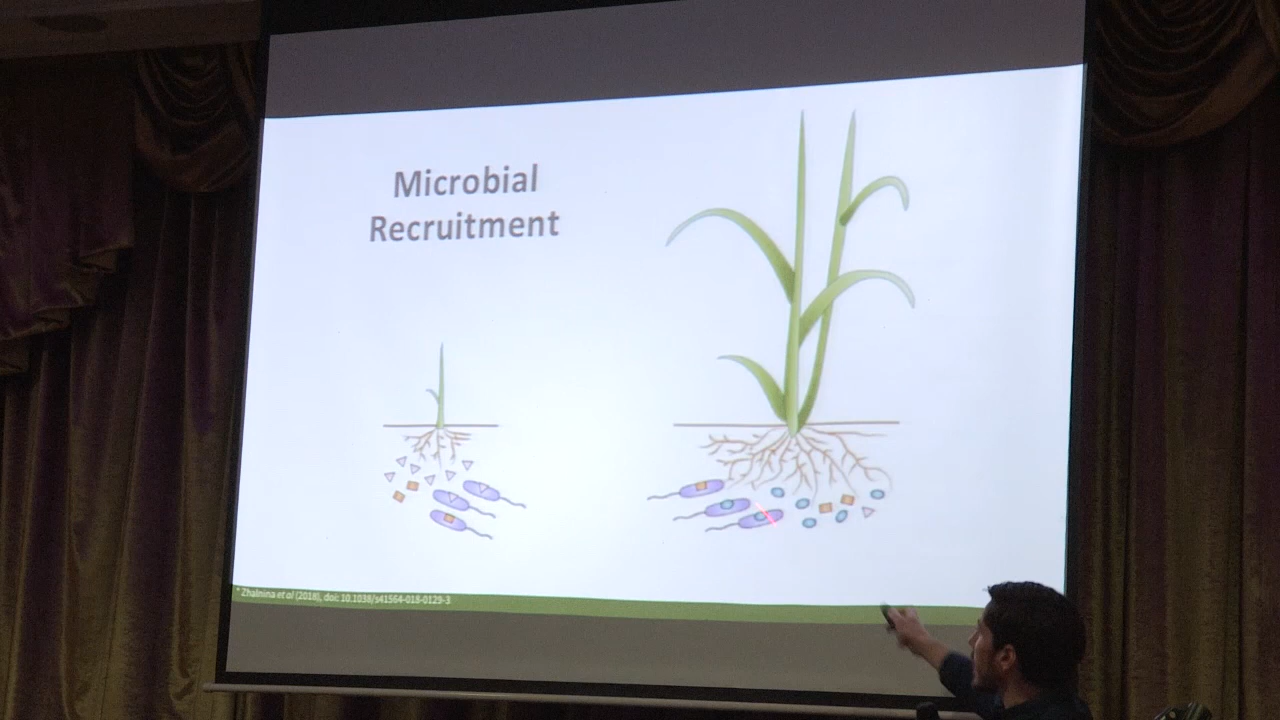 Microbial
Recruitment
* Zhalnina et al (2018), doi: 10.1038/s41564-018-0129-3